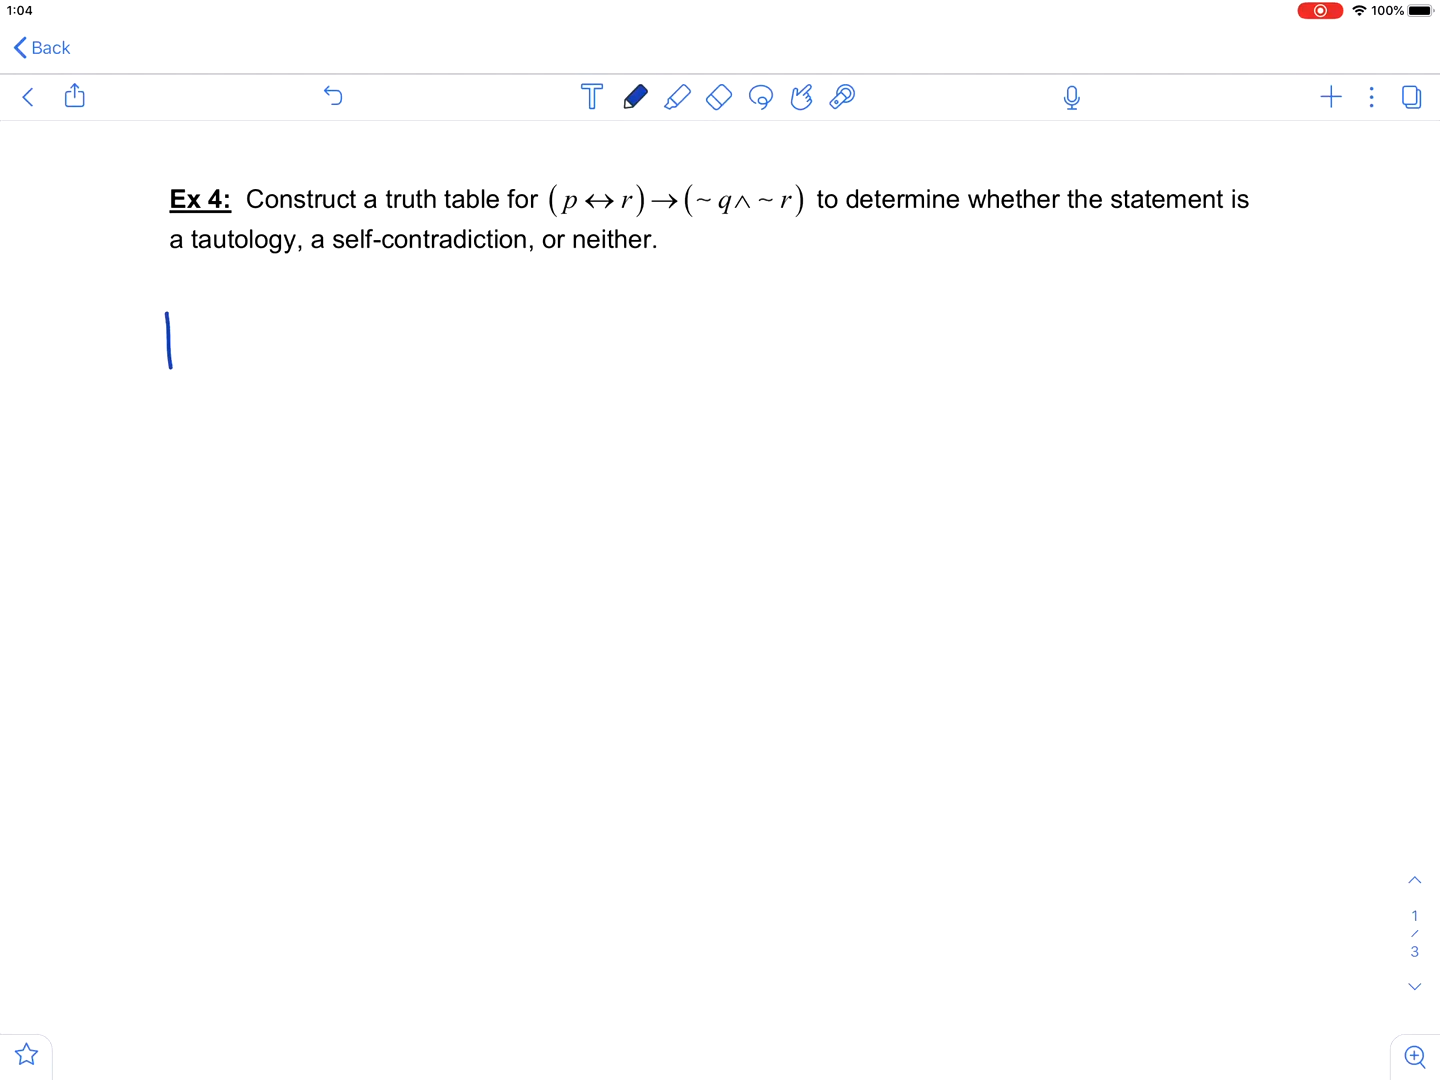 1:04
100%
Back
Ex 4: Construct a truth table for (p↔r)→(~q∧~r) to determine whether the statement is
a tautology, a self-contradiction, or neither.
1
/
3